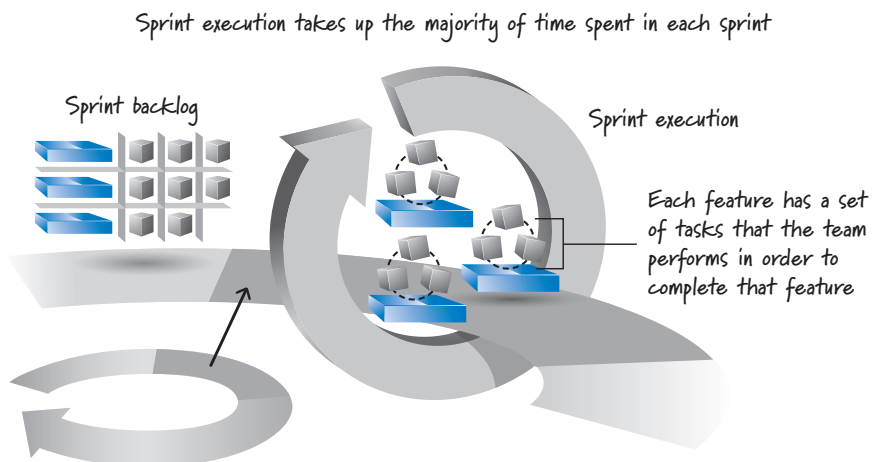 Sprint execution takes up the majority of time spent in each sprint
Sprint backlog
Sprint execution
Each feature has a set
of tasks that the team
performs in order to
complete that feature